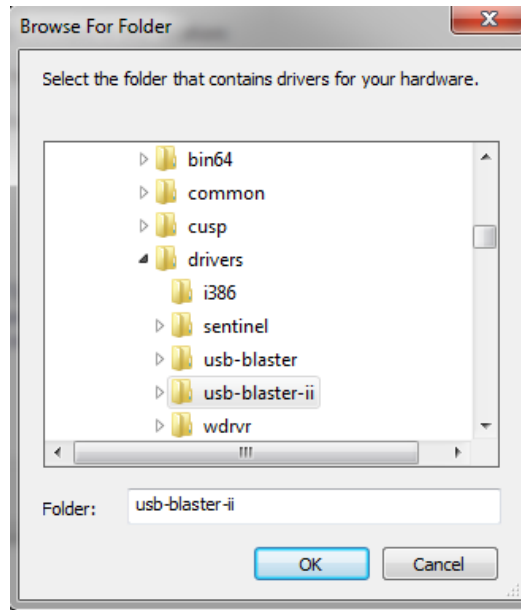 Browse For Folder
Select the folder that contains drivers for your hardware.
bin64
common
cusp
drivers
i386
sentinel
usb-blaster
usb-blaster-ii
wdrvr
Folder: usb-blaster-ii
OK Cancel